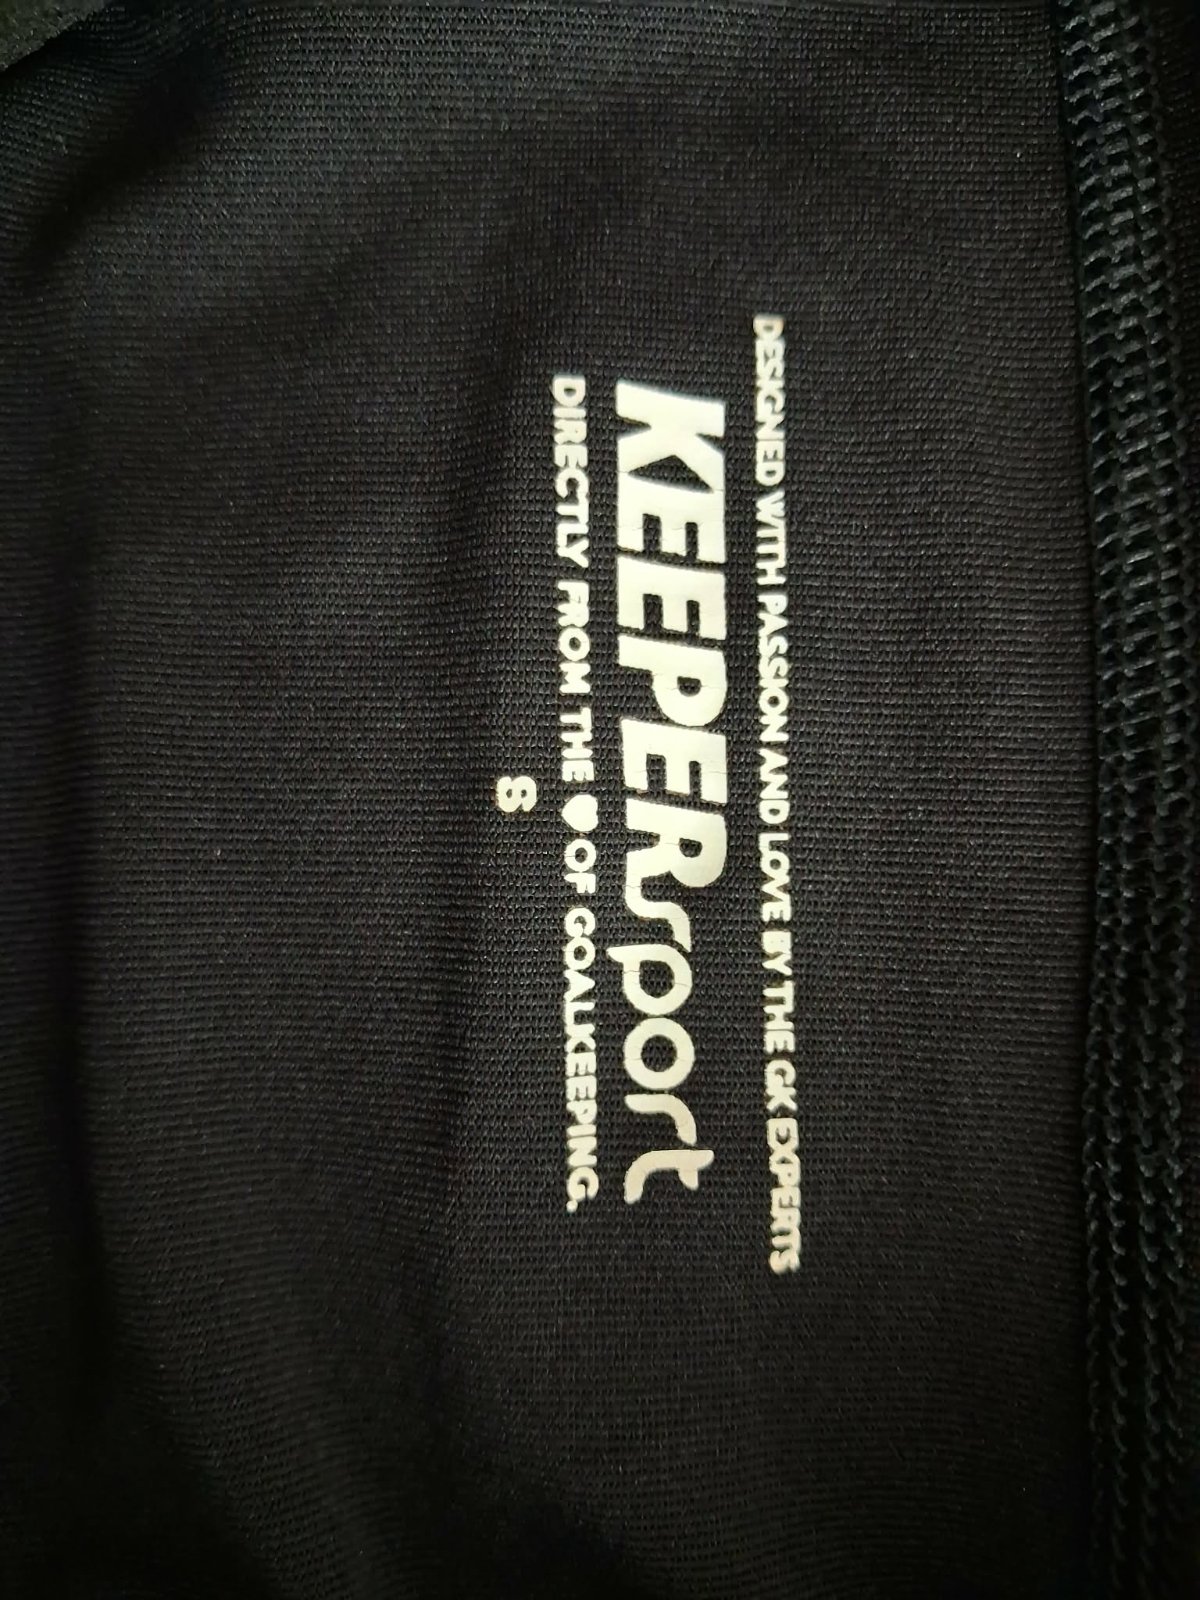 DESIGNED WITH PASSION AND LOVE BY THE GK EXPERTS
KEEPERsport
DIRECTLY FROM THE ♥ OF GOALKEEPING.
S